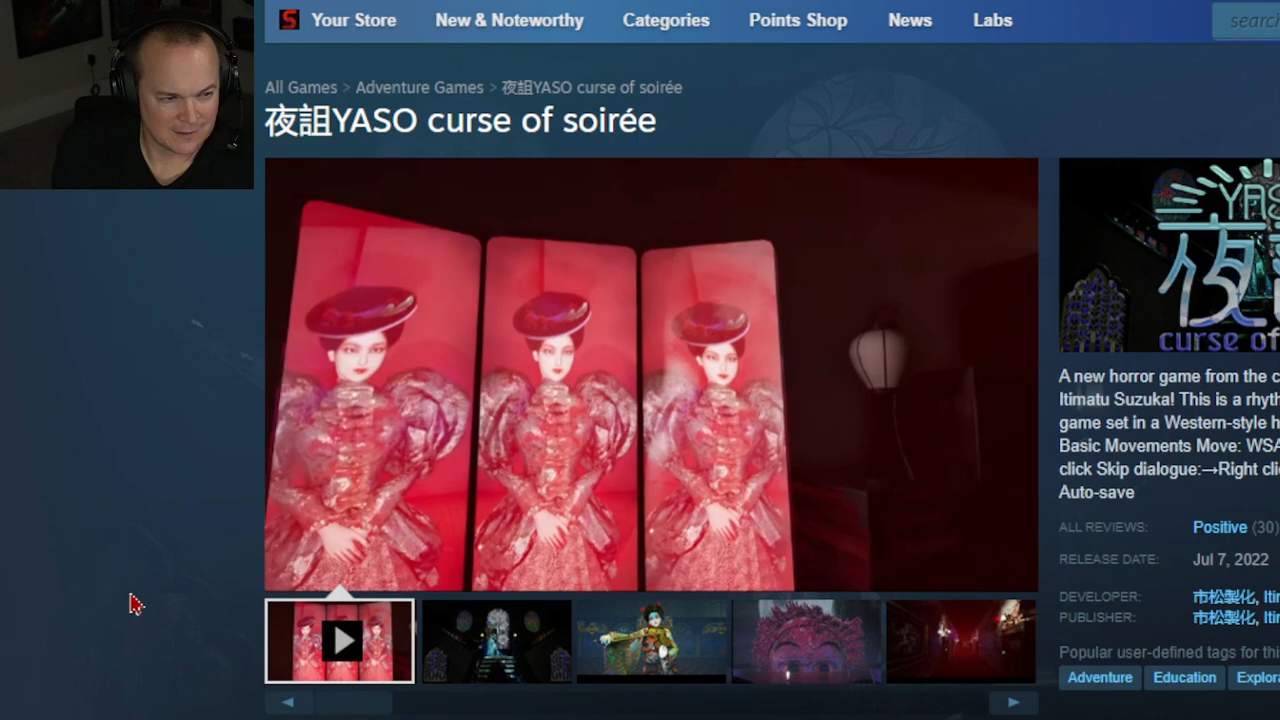 Your Store New & Noteworthy Categories Points Shop News Labs search
All Games > Adventure Games > 夜詛YASO curse of soirée
夜詛YASO curse of soirée
YAS
夜
curse of
A new horror game from the c
Itimatu Suzuka! This is a rhyth
game set in a Western-style h
Basic Movements Move: WSA
click Skip dialogue:→Right cli
Auto-save
ALL REVIEWS: Positive (30)
RELEASE DATE: Jul 7, 2022
DEVELOPER: 市松製化, Iti
PUBLISHER: 市松製化, Iti
Popular user-defined tags for thi
Adventure Education Explora